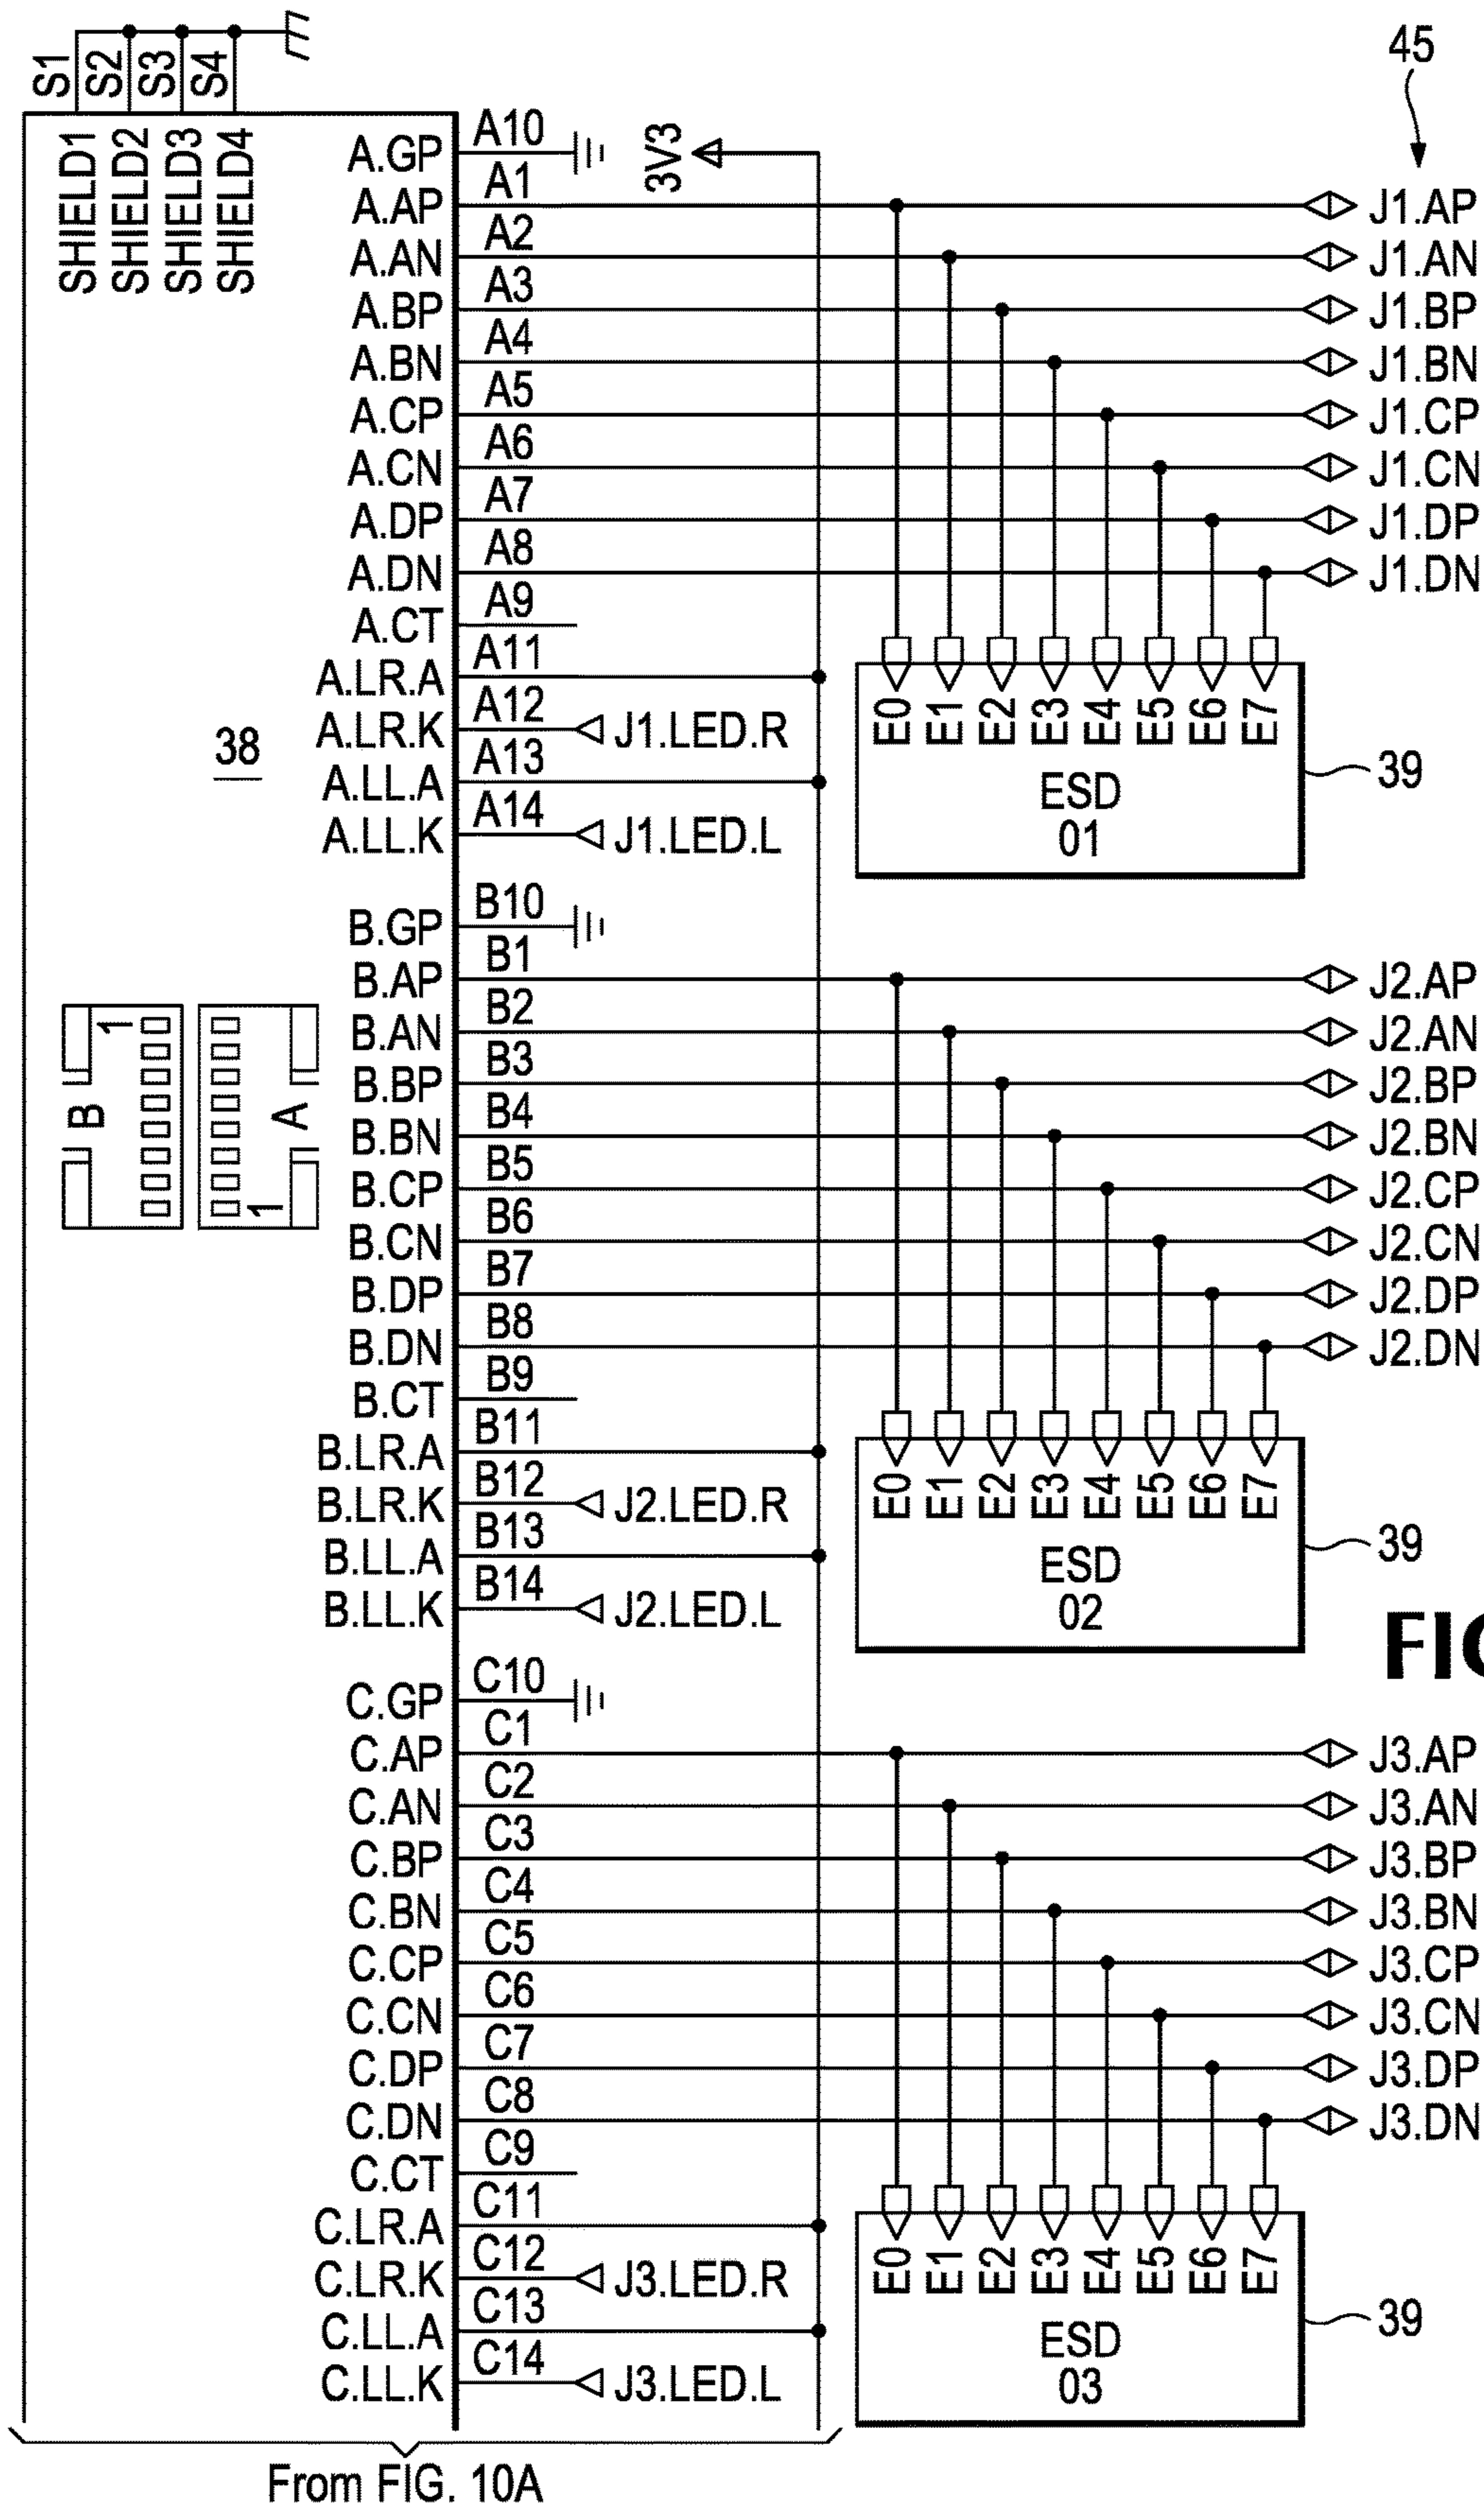 S1
S2
S3
S4
SHIELD1
SHIELD2
SHIELD3
SHIELD4
45
3V3
A.GP A10
A.AP A1 J1.AP
A.AN A2 J1.AN
A.BP A3 J1.BP
A.BN A4 J1.BN
A.CP A5 J1.CP
A.CN A6 J1.CN
A.DP A7 J1.DP
A.DN A8 J1.DN
A.CT A9
A.LR.A A11
A.LR.K A12 J1.LED.R
A.LL.A A13
A.LL.K A14 J1.LED.L
38
E0 E1 E2 E3 E4 E5 E6 E7
ESD
01
39
B.GP B10
B.AP B1 J2.AP
B.AN B2 J2.AN
B.BP B3 J2.BP
B.BN B4 J2.BN
B.CP B5 J2.CP
B.CN B6 J2.CN
B.DP B7 J2.DP
B.DN B8 J2.DN
B.CT B9
B.LR.A B11
B.LR.K B12 J2.LED.R
B.LL.A B13
B.LL.K B14 J2.LED.L
1
B A
1
E0 E1 E2 E3 E4 E5 E6 E7
ESD
02
39
C.GP C10
C.AP C1 J3.AP
C.AN C2 J3.AN
C.BP C3 J3.BP
C.BN C4 J3.BN
C.CP C5 J3.CP
C.CN C6 J3.CN
C.DP C7 J3.DP
C.DN C8 J3.DN
C.CT C9
C.LR.A C11
C.LR.K C12 J3.LED.R
C.LL.A C13
C.LL.K C14 J3.LED.L
E0 E1 E2 E3 E4 E5 E6 E7
ESD
03
39
From FIG. 10A